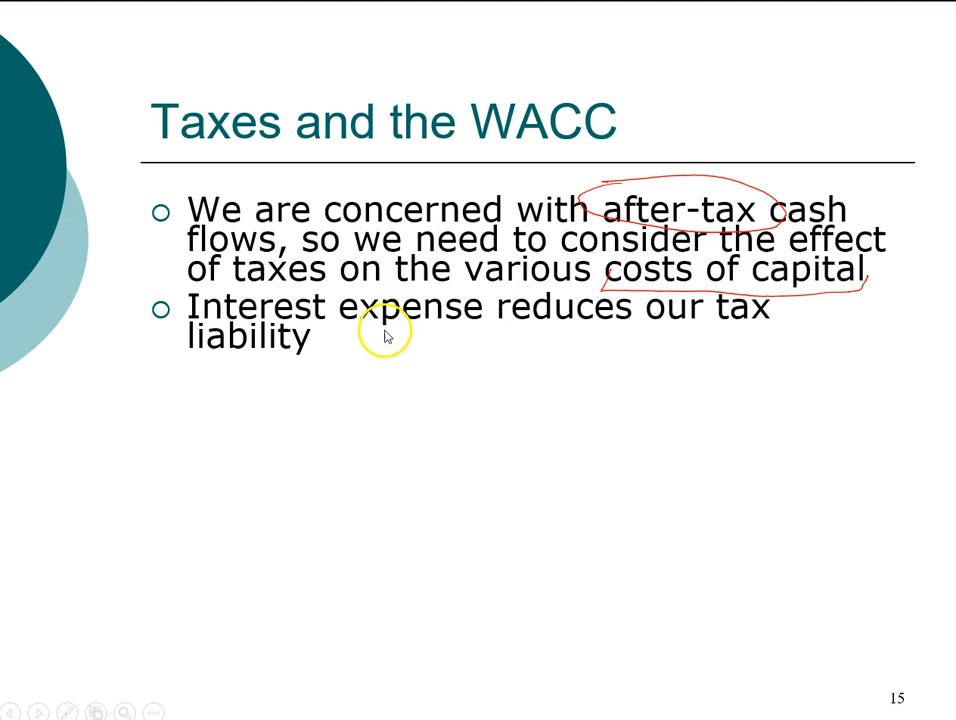 Taxes and the WACC
We are concerned with after-tax cash
flows, so we need to consider the effect
of taxes on the various costs of capital
Interest expense reduces our tax
liability
15